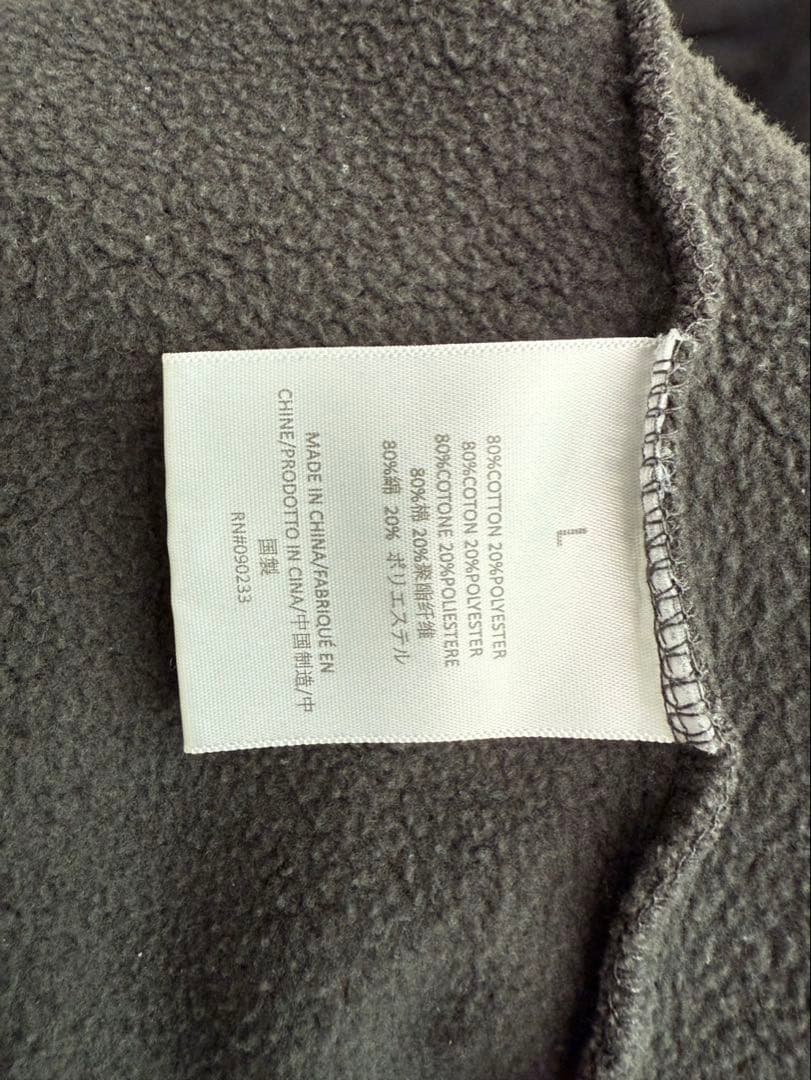 L
80%COTTON 20%POLYESTER
80%COTON 20%POLYESTER
80%COTONE 20%POLIESTERE
80%棉 20%聚酯纤维
80%綿 20% ポリエステル
MADE IN CHINA/FABRIQUÉ EN
CHINE/PRODOTTO IN CINA/中国制造/中
国製
RN#090233